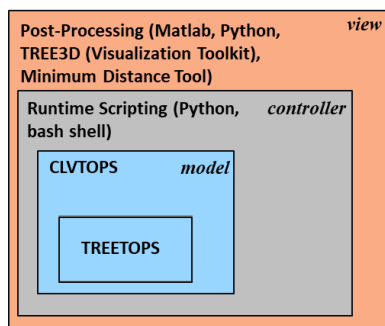 Post-Processing (Matlab, Python, view
TREE3D (Visualization Toolkit),
Minimum Distance Tool)
Runtime Scripting (Python, controller
bash shell)
CLVTOPS model
TREETOPS